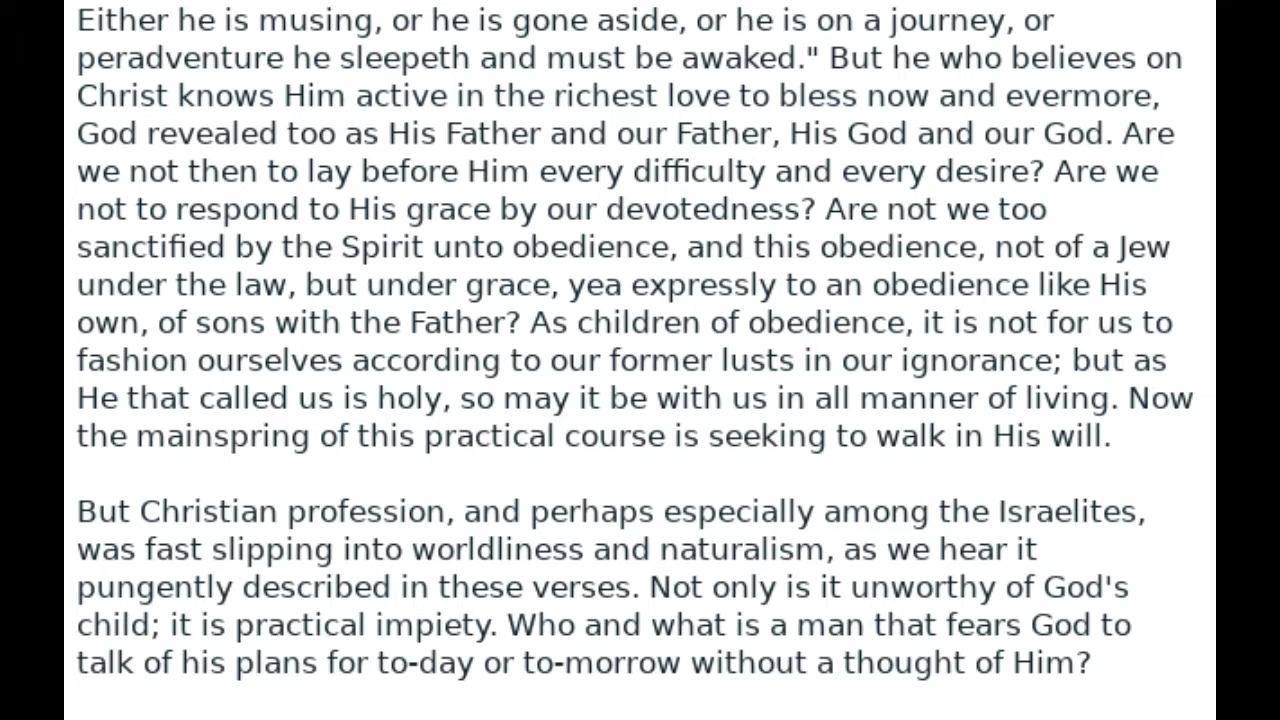 Either he is musing, or he is gone aside, or he is on a journey, or
peradventure he sleepeth and must be awaked." But he who believes on
Christ knows Him active in the richest love to bless now and evermore,
God revealed too as His Father and our Father, His God and our God. Are
we not then to lay before Him every difficulty and every desire? Are we
not to respond to His grace by our devotedness? Are not we too
sanctified by the Spirit unto obedience, and this obedience, not of a Jew
under the law, but under grace, yea expressly to an obedience like His
own, of sons with the Father? As children of obedience, it is not for us to
fashion ourselves according to our former lusts in our ignorance; but as
He that called us is holy, so may it be with us in all manner of living. Now
the mainspring of this practical course is seeking to walk in His will.
But Christian profession, and perhaps especially among the Israelites,
was fast slipping into worldliness and naturalism, as we hear it
pungently described in these verses. Not only is it unworthy of God's
child; it is practical impiety. Who and what is a man that fears God to
talk of his plans for to-day or to-morrow without a thought of Him?